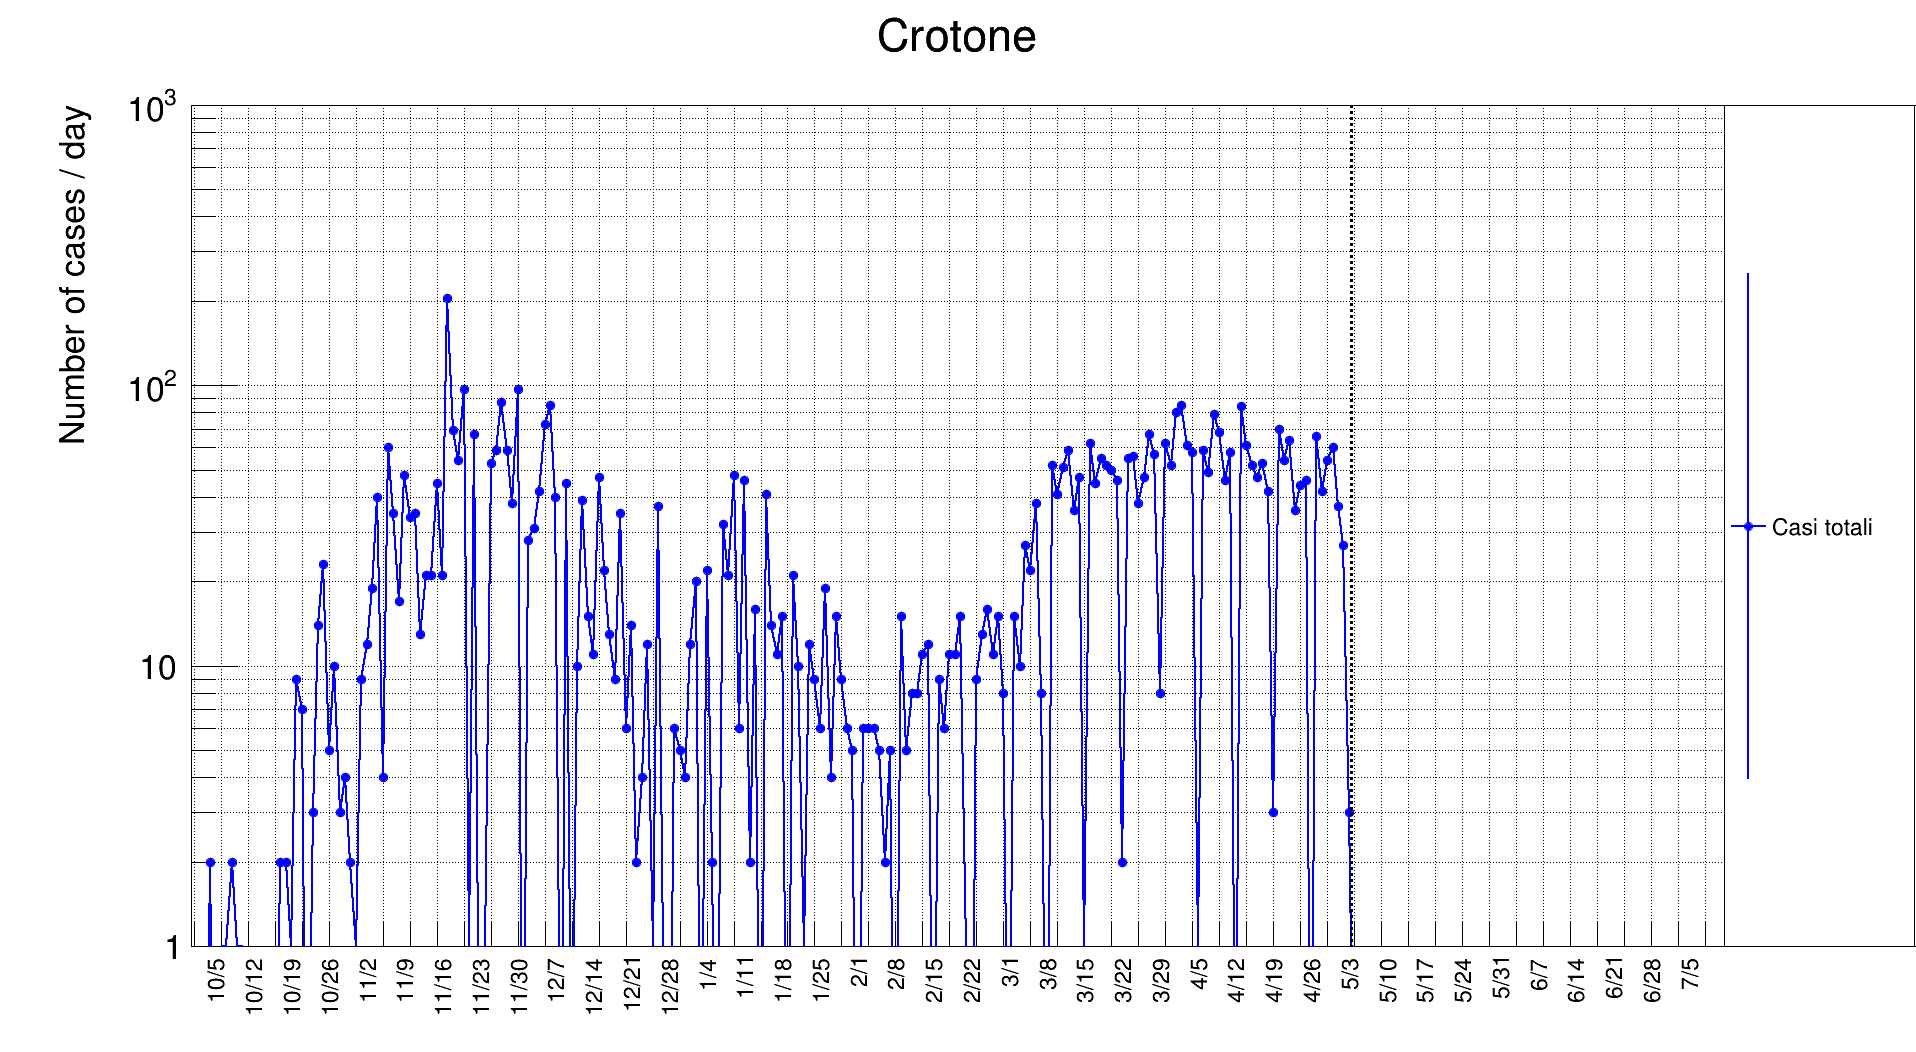 Crotone
Number of cases / day
10³
10²
10
1
10/5 10/12 10/19 10/26 11/2 11/9 11/16 11/23 11/30 12/7 12/14 12/21 12/28 1/4 1/11 1/18 1/25 2/1 2/8 2/15 2/22 3/1 3/8 3/15 3/22 3/29 4/5 4/12 4/19 4/26 5/3 5/10 5/17 5/24 5/31 6/7 6/14 6/21 6/28 7/5
Casi totali